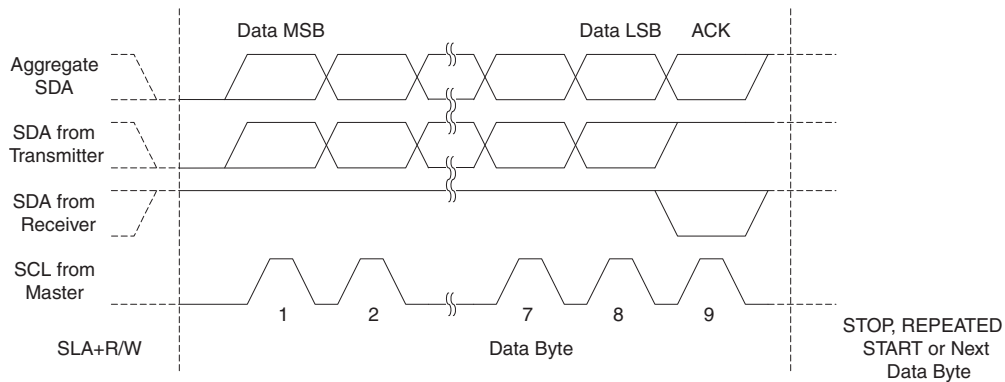 Data MSB
Data LSB
ACK
Aggregate
SDA
SDA from
Transmitter
SDA from
Receiver
SCL from
Master
1
2
7
8
9
SLA+R/W
Data Byte
STOP, REPEATED
START or Next
Data Byte